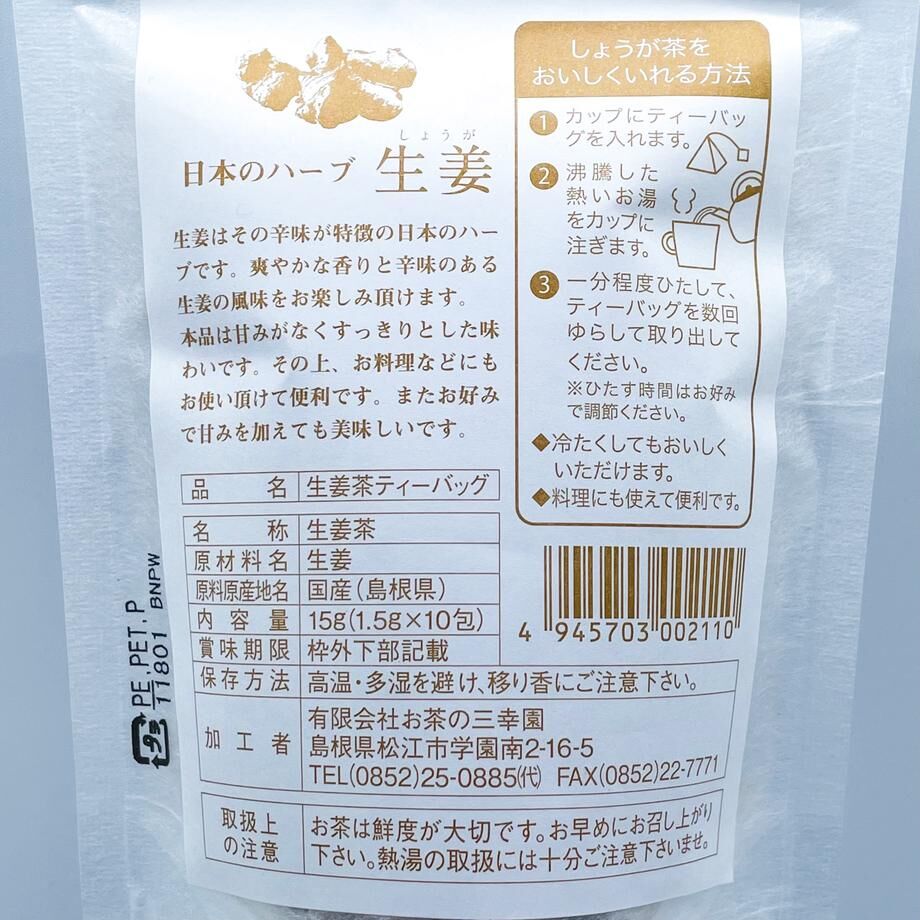 しょうが
日本のハーブ 生姜
生姜はその辛味が特徴の日本のハー
ブです。爽やかな香りと辛味のある
生姜の風味をお楽しみ頂けます。
本品は甘みがなくすっきりとした味
わいです。その上、お料理などにも
お使い頂けて便利です。またお好み
で甘みを加えても美味しいです。
しょうが茶を
おいしくいれる方法
1 カップにティーバッ
グを入れます。
2 沸騰した
熱いお湯
をカップに
注ぎます。
3 一分程度ひたして、
ティーバッグを数回
ゆらして取り出して
ください。
※ひたす時間はお好み
で調節ください。
◆冷たくしてもおいしく
いただけます。
◆料理にも使えて便利です。
品名 生姜茶ティーバッグ
名称 生姜茶
原材料名 生姜
原料原産地名 国産(島根県)
内容量 15g(1.5g×10包)
賞味期限 枠外下部記載
保存方法 高温・多湿を避け、移り香にご注意下さい。
加工者 有限会社お茶の三幸園
島根県松江市学園南2-16-5
TEL(0852)25-0885㈹ FAX(0852)22-7771
取扱上
の注意
お茶は鮮度が大切です。お早めにお召し上がり
下さい。熱湯の取扱には十分ご注意下さいませ。
4 945703 002110
プラ
PE,PET,P
11801 BNPW